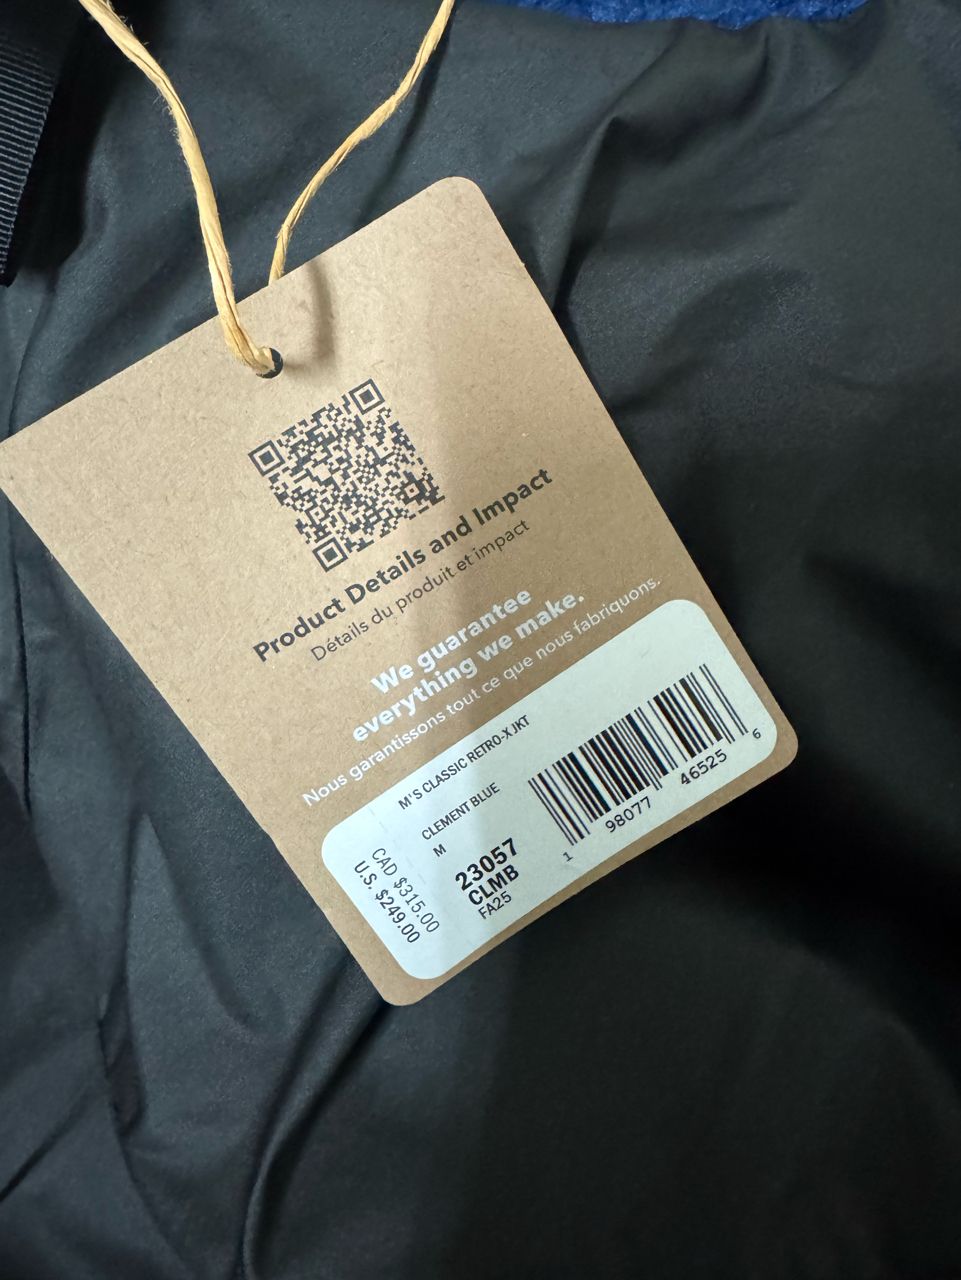 Product Details and Impact
Détails du produit et impact
We guarantee
everything we make.
Nous garantissons tout ce que nous fabriquons.
M'S CLASSIC RETRO-X JKT
CLEMENT BLUE
M
23057
CLMB
FA25
CAD $315.00
U.S. $249.00
1 98077 46525 6